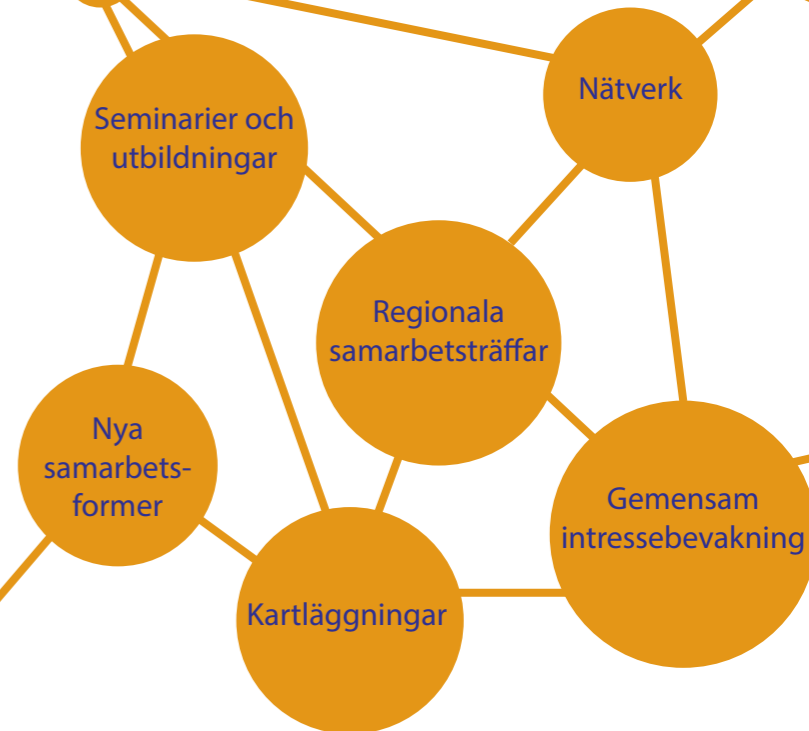 Seminarier och
utbildningar
Nätverk
Regionala
samarbetsträffar
Nya
samarbets-
former
Gemensam
intressebevakning
Kartläggningar